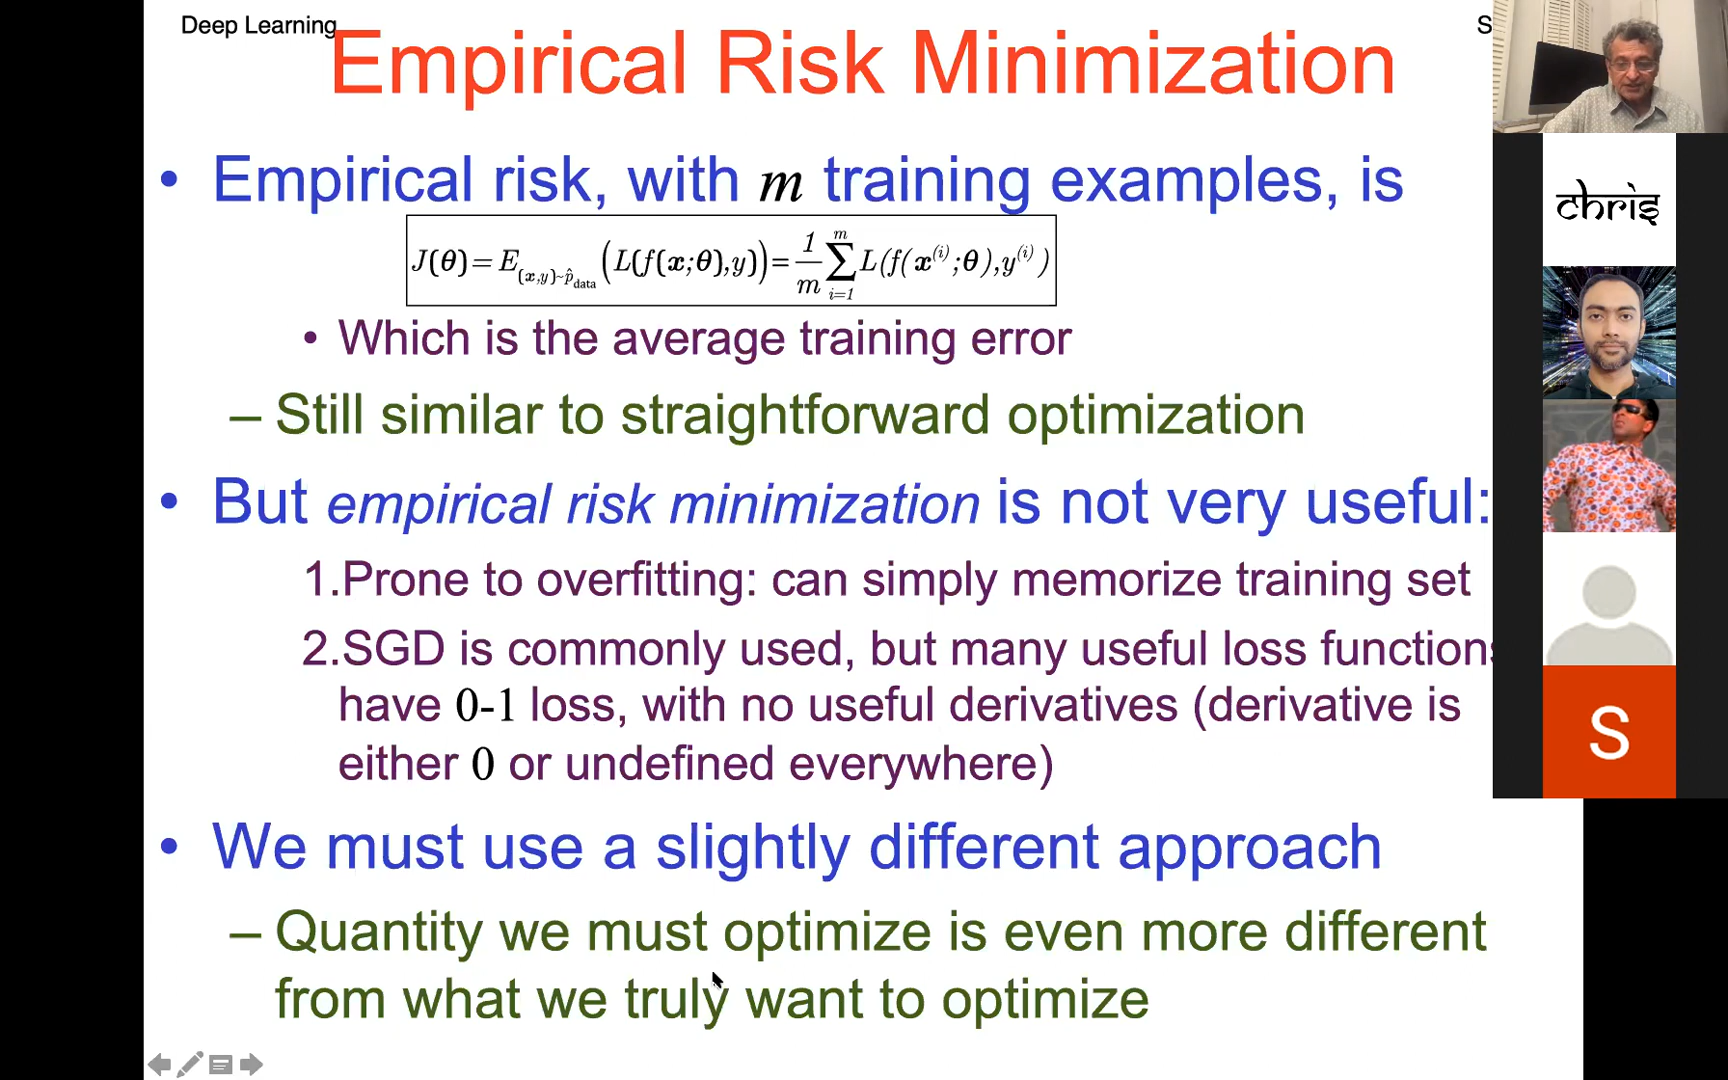 Deep Learning
S
Empirical Risk Minimization
• Empirical risk, with m training examples, is
J(θ) = E_{(x,y)~p̂_data} (L(f(x;θ),y)) = 1/m ∑_{i=1}^{m} L(f(x^{(i)};θ),y^{(i)})
• Which is the average training error
– Still similar to straightforward optimization
• But empirical risk minimization is not very useful:
1.Prone to overfitting: can simply memorize training set
2.SGD is commonly used, but many useful loss functions
have 0-1 loss, with no useful derivatives (derivative is
either 0 or undefined everywhere)
• We must use a slightly different approach
– Quantity we must optimize is even more different
from what we truly want to optimize
chris
S